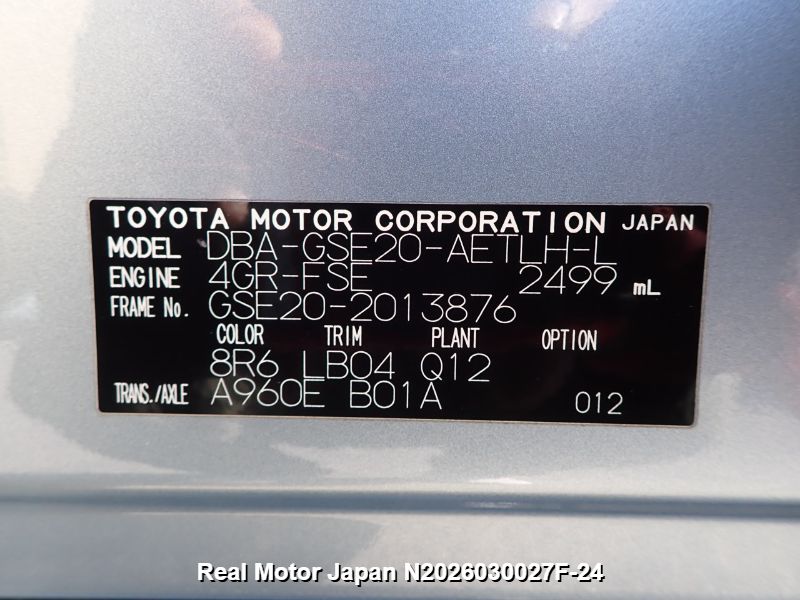 TOYOTA MOTOR CORPORATION JAPAN
MODEL DBA-GSE20-AETLH-L
ENGINE 4GR-FSE 2499 mL
FRAME No. GSE20-2013876
COLOR TRIM PLANT OPTION
8R6 LB04 Q12
TRANS./AXLE A960E B01A 012
Real Motor Japan N2026030027F-24